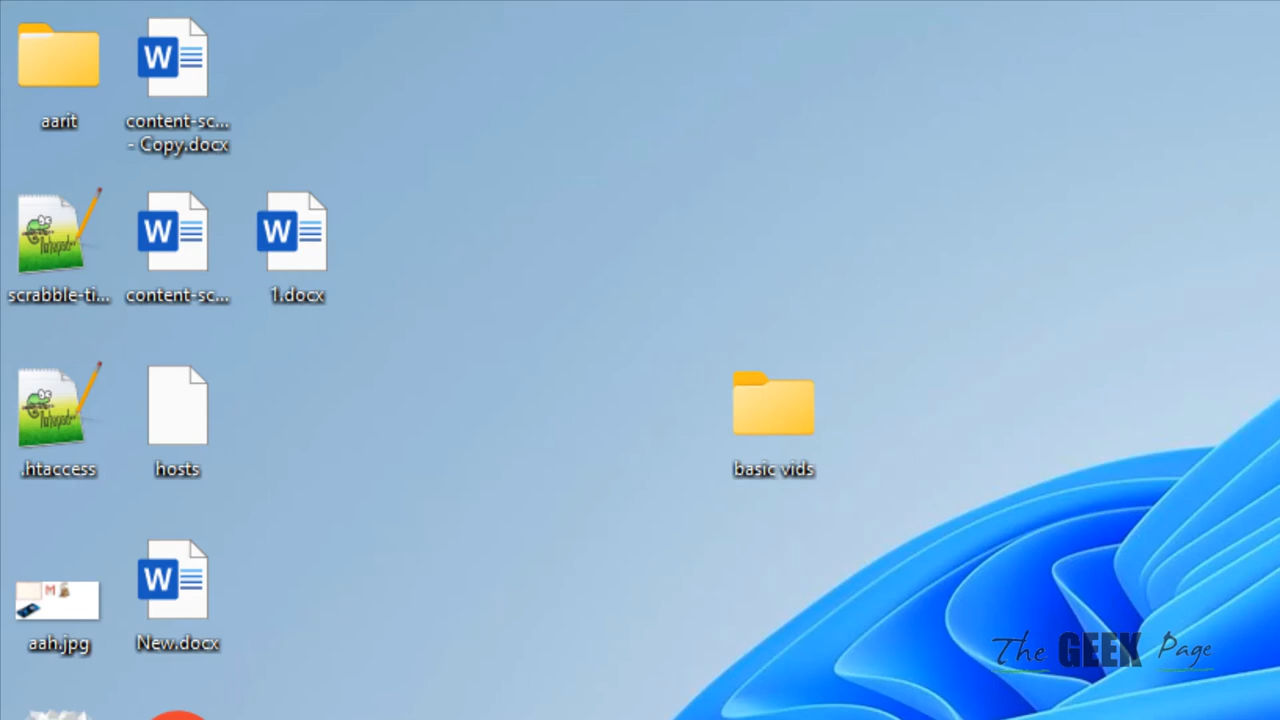 aarit
content-sc...
- Copy.docx
scrabble-ti...
content-sc...
1.docx
.htaccess
hosts
basic vids
aah.jpg
New.docx
The GEEK Page